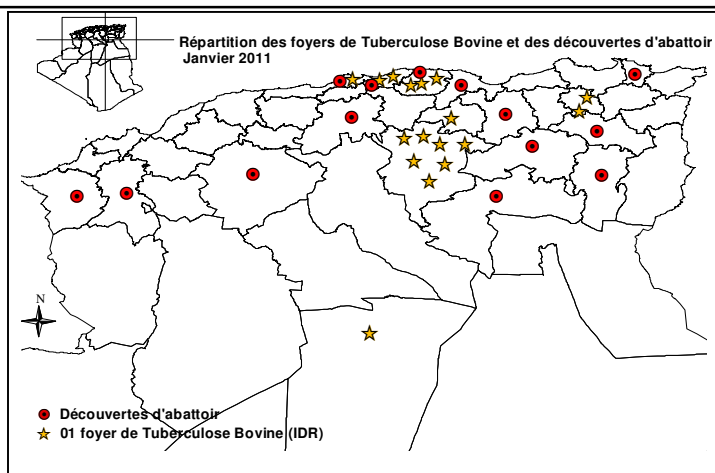 Répartition des foyers de Tuberculose Bovine et des découvertes d'abattoir
Janvier 2011
N
Découvertes d'abattoir
01 foyer de Tuberculose Bovine (IDR)